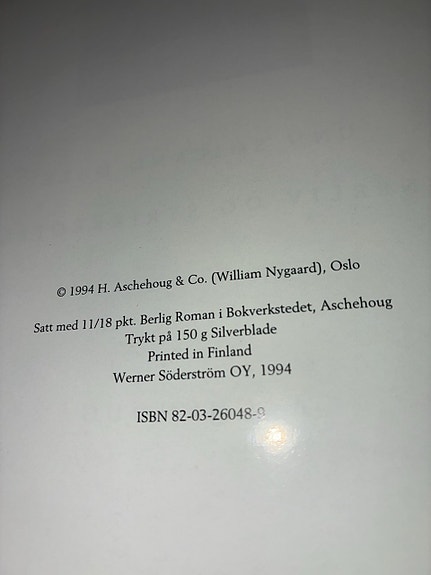 © 1994 H. Aschehoug & Co. (William Nygaard), Oslo
Satt med 11/18 pkt. Berlig Roman i Bokverkstedet, Aschehoug
Trykt på 150 g Silverblade
Printed in Finland
Werner Söderström OY, 1994
ISBN 82-03-26048-9